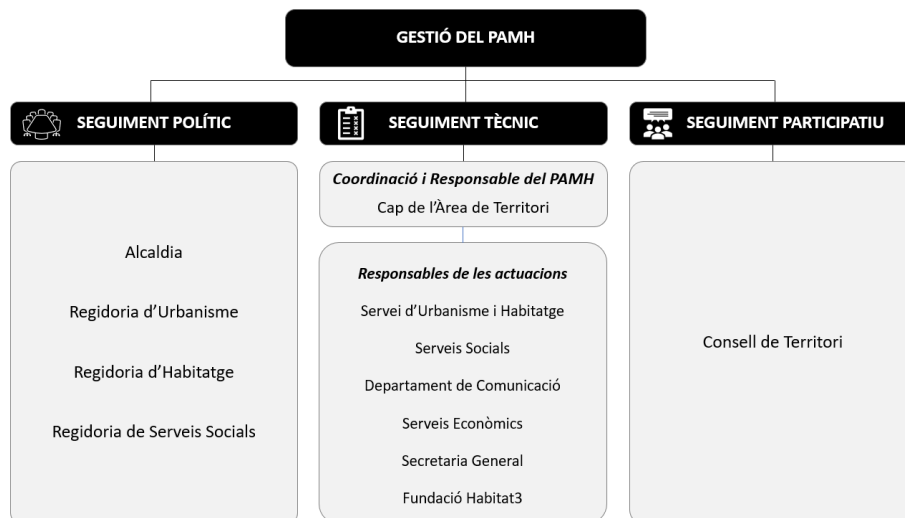 GESTIÓ DEL PAMH
SEGUIMENT POLÍTIC
Alcaldia
Regidoria d’Urbanisme
Regidoria d’Habitatge
Regidoria de Serveis Socials
SEGUIMENT TÈCNIC
Coordinació i Responsable del PAMH
Cap de l’Àrea de Territori
Responsables de les actuacions
Servei d’Urbanisme i Habitatge
Serveis Socials
Departament de Comunicació
Serveis Econòmics
Secretaria General
Fundació Habitat3
SEGUIMENT PARTICIPATIU
Consell de Territori